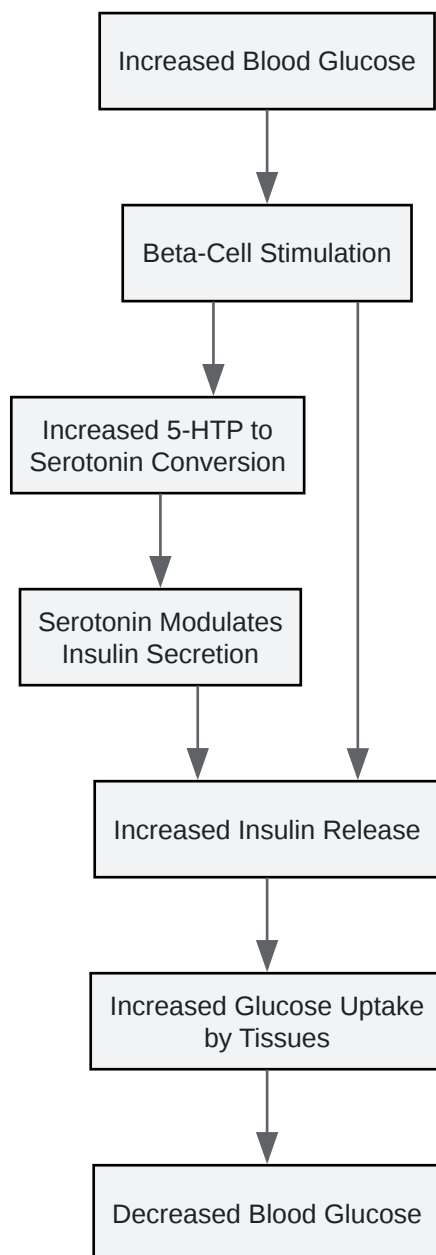 Increased Blood Glucose
Beta-Cell Stimulation
Increased 5-HTP to
Serotonin Conversion
Serotonin Modulates
Insulin Secretion
Increased Insulin Release
Increased Glucose Uptake
by Tissues
Decreased Blood Glucose